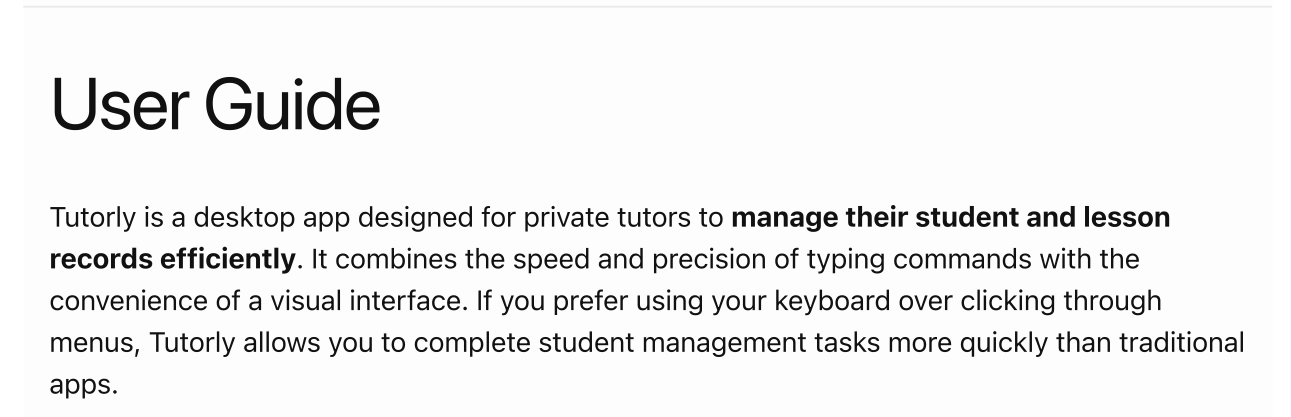 User Guide
Tutorly is a desktop app designed for private tutors to manage their student and lesson
records efficiently. It combines the speed and precision of typing commands with the
convenience of a visual interface. If you prefer using your keyboard over clicking through
menus, Tutorly allows you to complete student management tasks more quickly than traditional
apps.